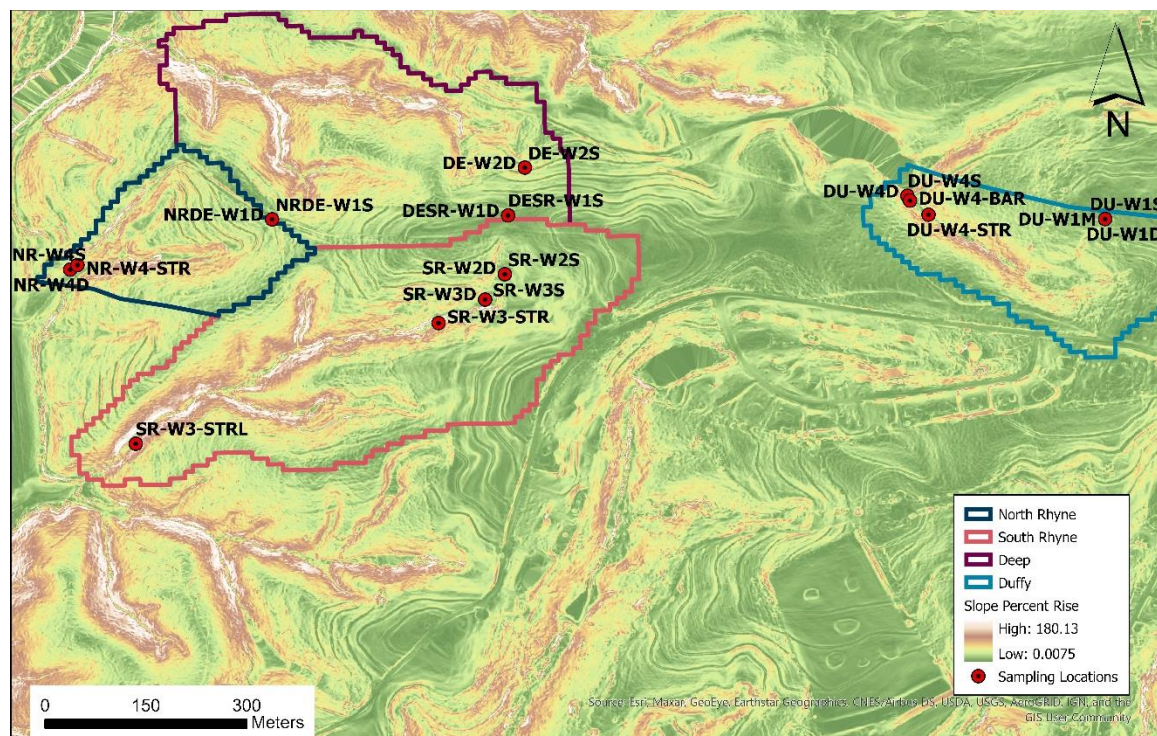 N
DE-W2D DE-W2S
DU-W4S
DU-W4D
DU-W4-BAR
DU-W1S
NRDE-W1D NRDE-W1S
DESR-W1D DESR-W1S
DU-W1M
DU-W4-STR
DU-W1D
NR-W4S
NR-W4-STR
NR-W4D
SR-W2D SR-W2S
SR-W3D SR-W3S
SR-W3-STR
SR-W3-STRL
North Rhyne
South Rhyne
Deep
Duffy
Slope Percent Rise
High: 180.13
Low: 0.0075
Sampling Locations
0 150 300
Meters
Source: Esri, Maxar, GeoEye, Earthstar Geographics, CNES/Airbus DS, USDA, USGS, AeroGRID, IGN, and the
GIS User Community